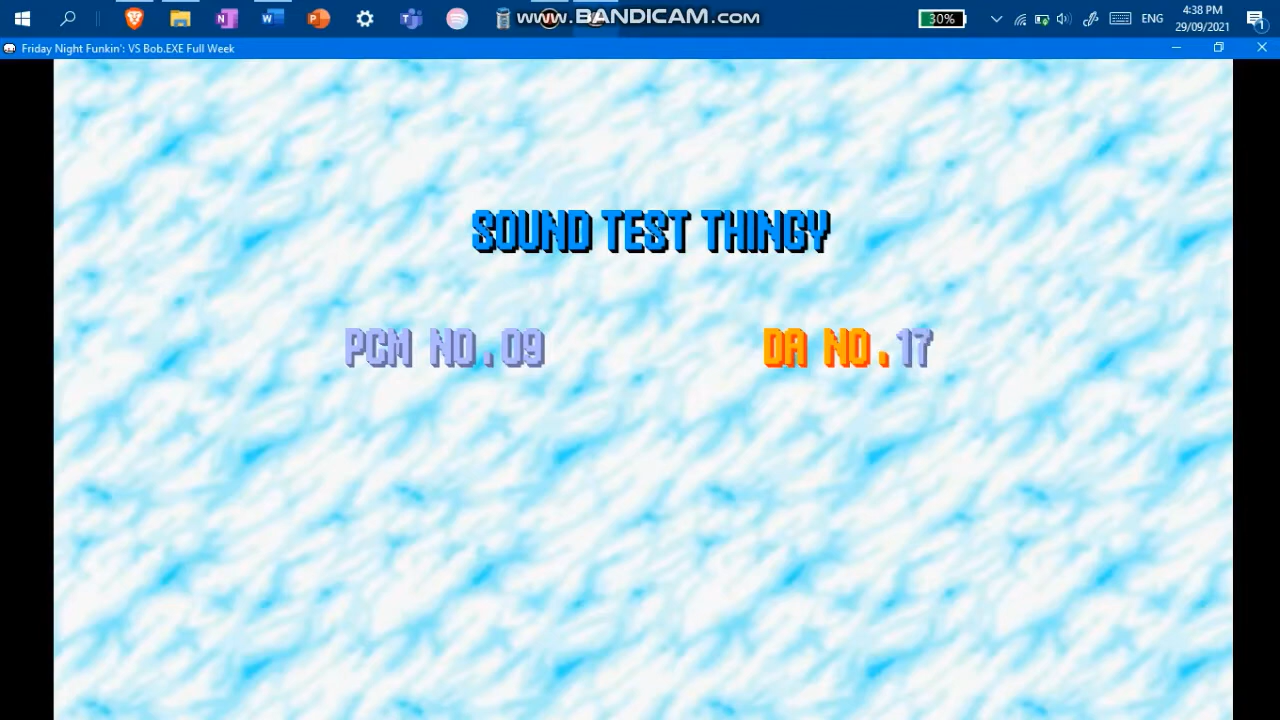 www.BANDICAM.com
30%
ENG
4:38 PM
29/09/2021
1
Friday Night Funkin': VS Bob.EXE Full Week
SOUND TEST THINGY
PCM NO.09
DA NO.17